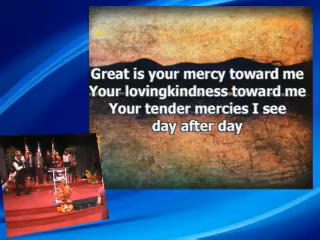 Great is your mercy toward me
Your lovingkindness toward me
Your tender mercies I see
day after day